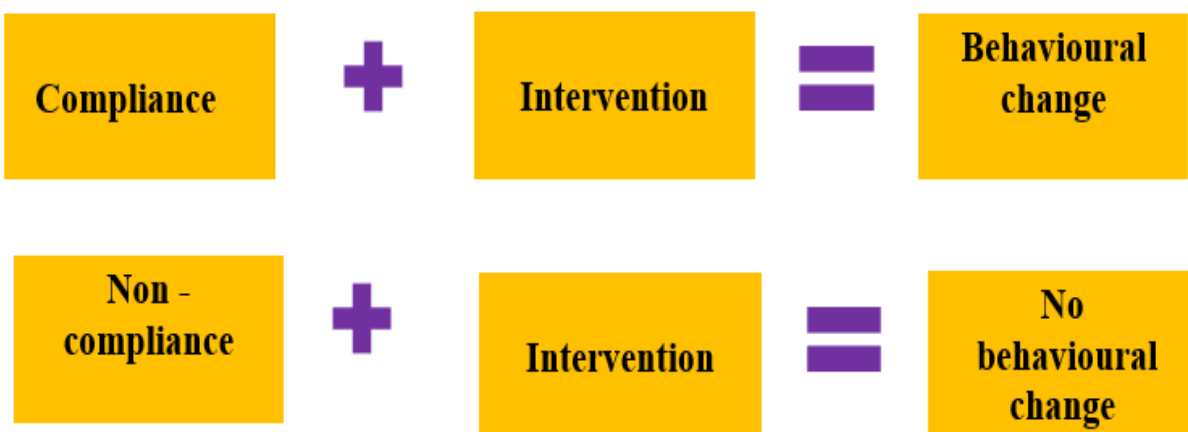 Compliance
Intervention
Behavioural
change
Non -
compliance
Intervention
No
behavioural
change